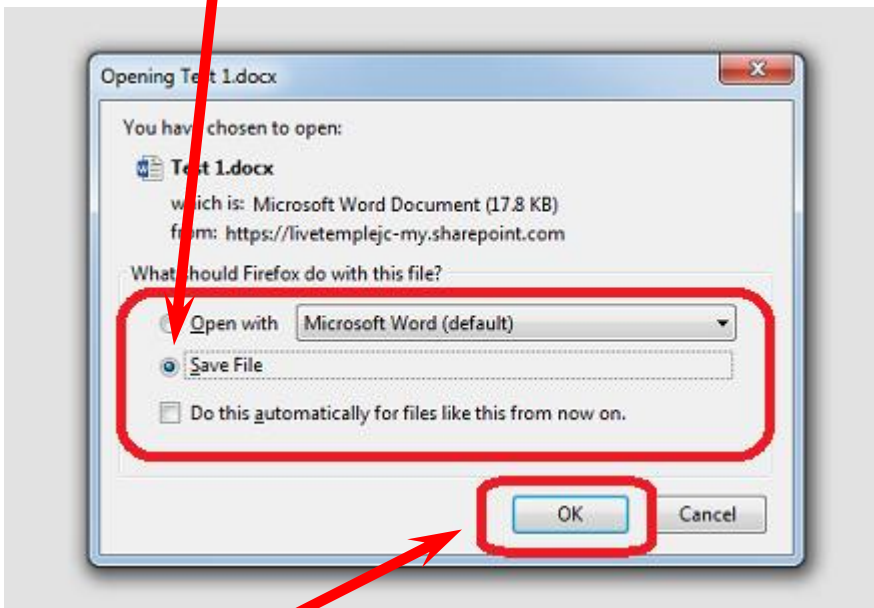 Opening Test 1.docx
You have chosen to open:
Test 1.docx
which is: Microsoft Word Document (17.8 KB)
from: https://livetemplejc-my.sharepoint.com
What should Firefox do with this file?
Open with Microsoft Word (default)
Save File
Do this automatically for files like this from now on.
OK Cancel